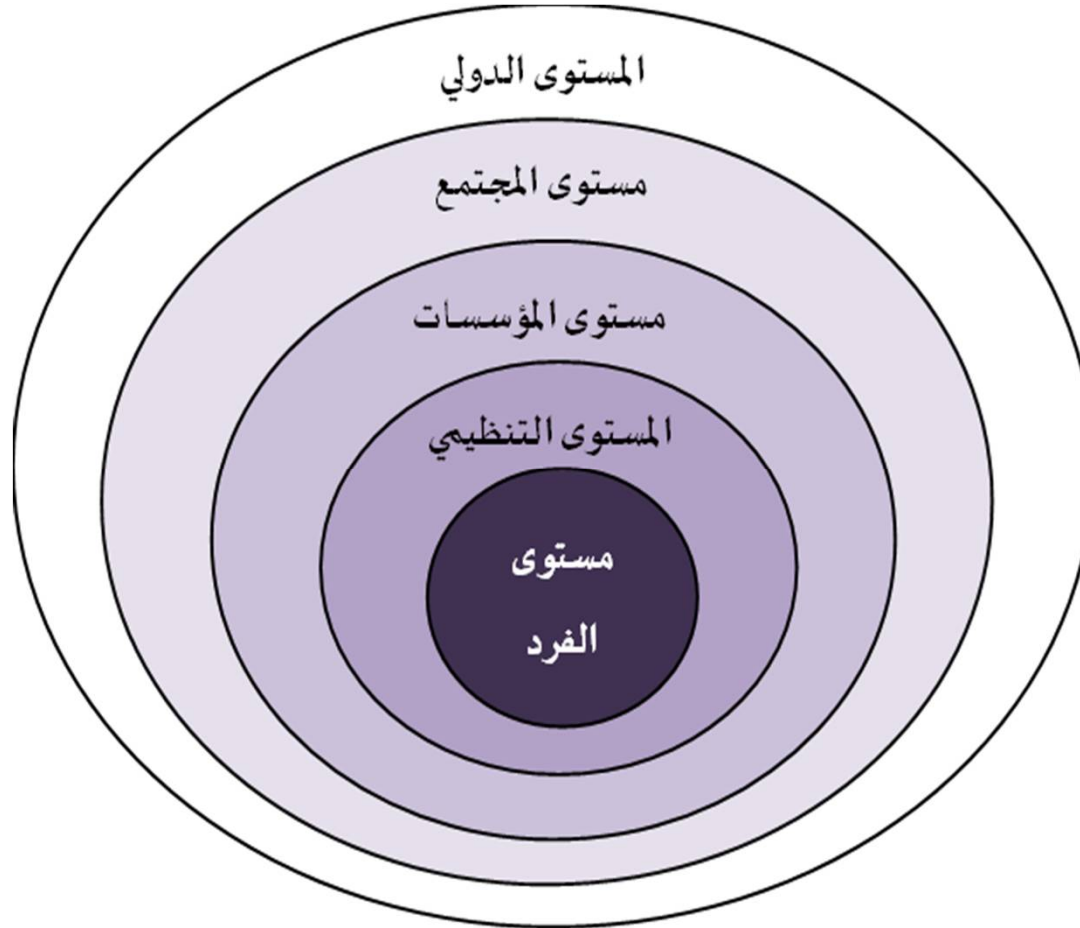 المستوى الدولي
مستوى المجتمع
مستوى المؤسسات
المستوى التنظيمي
مستوى
الفرد